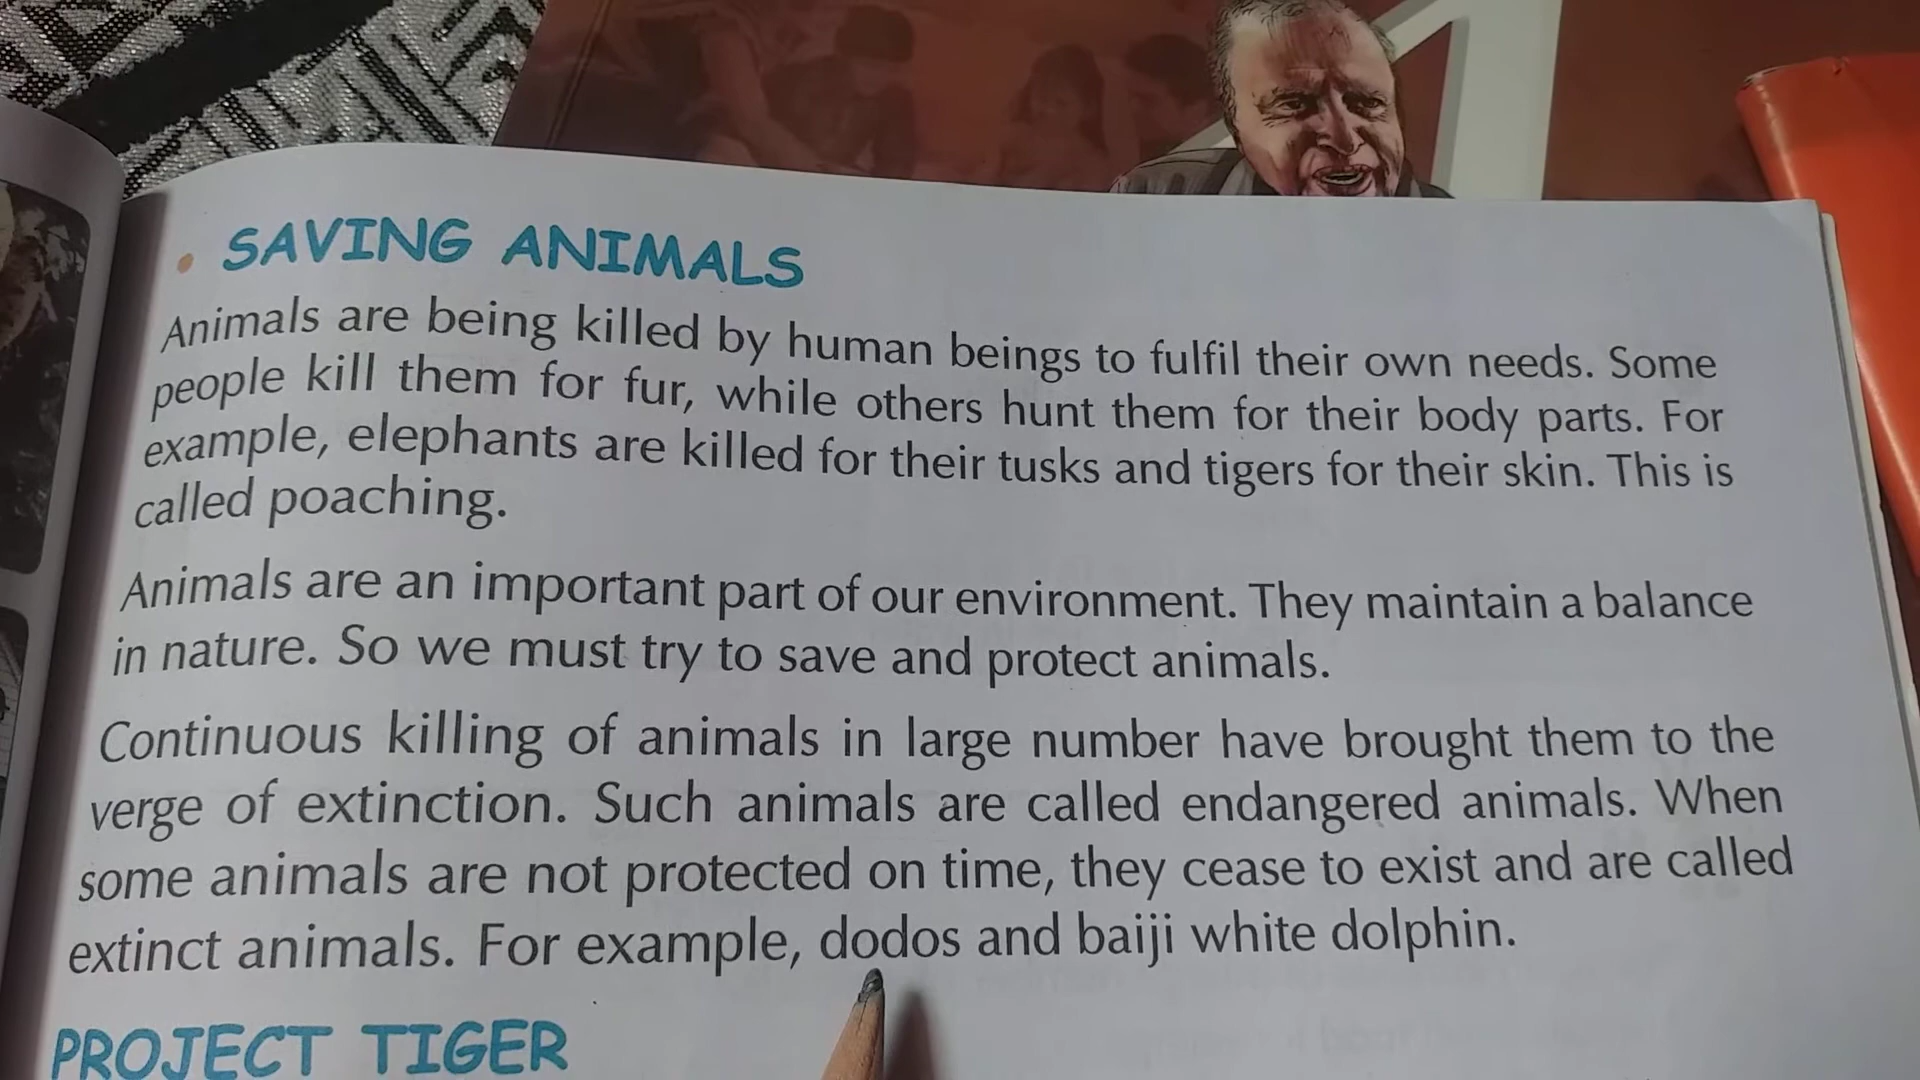 SAVING ANIMALS
Animals are being killed by human beings to fulfil their own needs. Some
people kill them for fur, while others hunt them for their body parts. For
example, elephants are killed for their tusks and tigers for their skin. This is
called poaching.
Animals are an important part of our environment. They maintain a balance
in nature. So we must try to save and protect animals.
Continuous killing of animals in large number have brought them to the
verge of extinction. Such animals are called endangered animals. When
some animals are not protected on time, they cease to exist and are called
extinct animals. For example, dodos and baiji white dolphin.
PROJECT TIGER